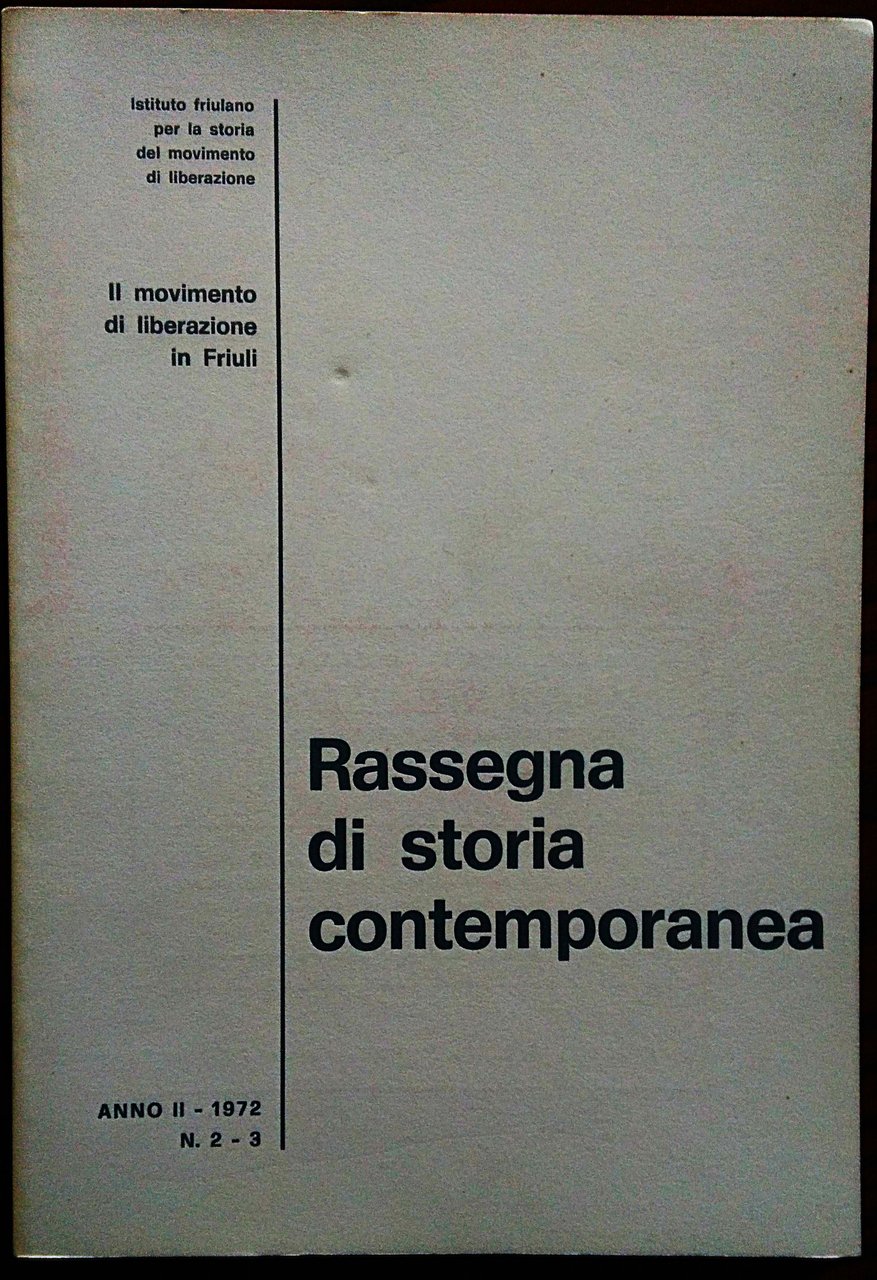 Istituto friulano
per la storia
del movimento
di liberazione
Il movimento
di liberazione
in Friuli
Rassegna
di storia
contemporanea
ANNO II - 1972
N. 2 - 3